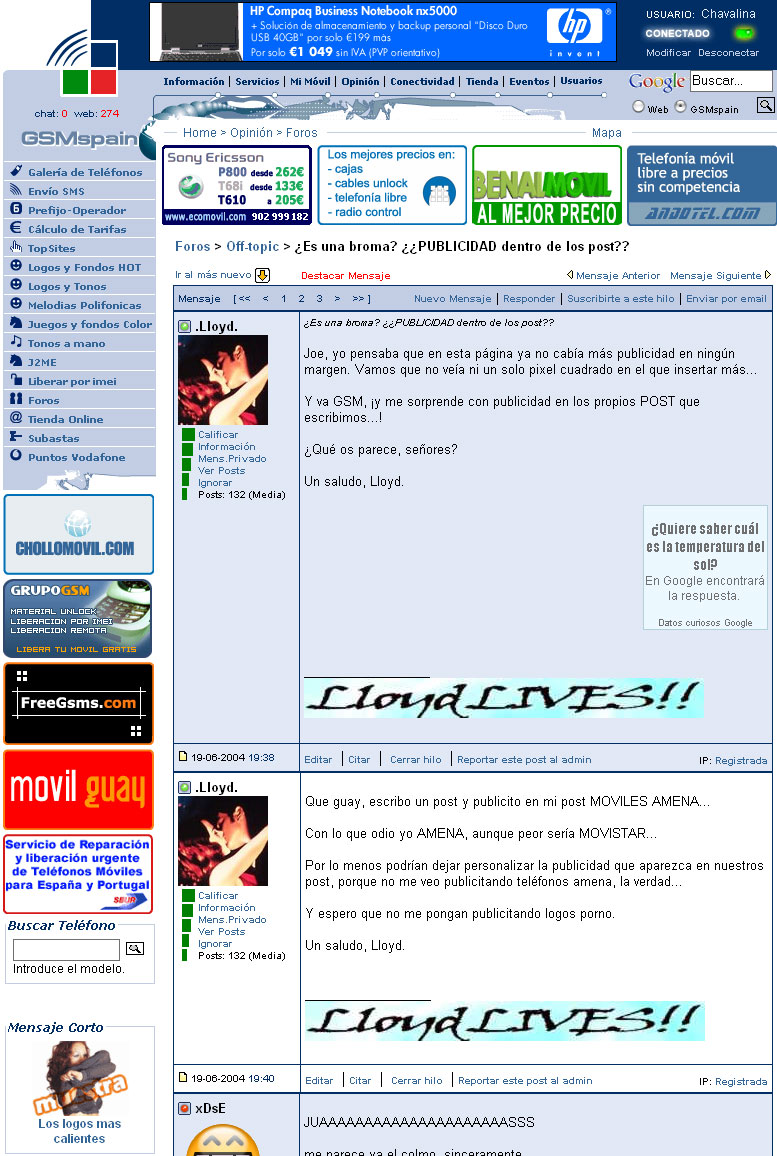 HP Compaq Business Notebook nx5000
+ Solución de almacenamiento y backup personal "Disco Duro
USB 40GB" por solo €199 más
Por solo €1 049 sin IVA (PVP orientativo)
hp
invent
USUARIO: Chavalina
CONECTADO
Modificar Desconectar
Información | Servicios | Mi Móvil | Opinión | Conectividad | Tienda | Eventos | Usuarios
Google Buscar...
Web GSMspain
chat: 0 web: 274
GSMspain
Home > Opinión > Foros
Mapa
Sony Ericsson
P800 desde 262€
T68i desde 133€
T610 a 205€
www.ecomovil.com 902 999 182
Los mejores precios en:
- cajas
- cables unlock
- telefonía libre
- radio control
BENALMOVIL
AL MEJOR PRECIO
Telefonía móvil
libre a precios
sin competencia
ANDOTEL.COM
Galería de Teléfonos
Envío SMS
Prefijo-Operador
Cálculo de Tarifas
TopSites
Logos y Fondos HOT
Logos y Tonos
Melodias Polifonicas
Juegos y fondos Color
Tonos a mano
J2ME
Liberar por imei
Foros
Tienda Online
Subastas
Puntos Vodafone
CHOLLOMOVIL.COM
GRUPOGSM
MATERIAL UNLOCK
LIBERACION POR IMEI
LIBERACION REMOTA
LIBERA TU MOVIL GRATIS
FreeGsms.com
movil guay
Servicio de Reparación
y liberación urgente
de Teléfonos Móviles
para España y Portugal
SEUR
Buscar Teléfono
Introduce el modelo.
Mensaje Corto
muestra
Los logos mas
calientes
Foros > Off-topic > ¿Es una broma? ¿¿PUBLICIDAD dentro de los post??
Ir al más nuevo
Destacar Mensaje
Mensaje Anterior Mensaje Siguiente
Mensaje [<< < 1 2 3 > >>]
Nuevo Mensaje | Responder | Suscribirte a este hilo | Enviar por email
.Lloyd.
Calificar
Información
Mens.Privado
Ver Posts
Ignorar
Posts: 132 (Media)
¿Es una broma? ¿¿PUBLICIDAD dentro de los post??
Joe, yo pensaba que en esta página ya no cabía más publicidad en ningún
margen. Vamos que no veía ni un solo pixel cuadrado en el que insertar más...
Y va GSM, ¡y me sorprende con publicidad en los propios POST que
escribimos...!
¿Qué os parece, señores?
Un saludo, Lloyd.
¿Quiere saber cuál
es la temperatura del
sol?
En Google encontrará
la respuesta.
Datos curiosos Google
Lloyd LIVES!!
19-06-2004 19:38
Editar | Citar | Cerrar hilo | Reportar este post al admin
IP: Registrada
.Lloyd.
Calificar
Información
Mens.Privado
Ver Posts
Ignorar
Posts: 132 (Media)
Que guay, escribo un post y publicito en mi post MOVILES AMENA...
Con lo que odio yo AMENA, aunque peor sería MOVISTAR...
Por lo menos podrían dejar personalizar la publicidad que aparezca en nuestros
post, porque no me veo publicitando teléfonos amena, la verdad...
Y espero que no me pongan publicitando logos porno.
Un saludo, Lloyd.
Lloyd LIVES!!
19-06-2004 19:40
Editar | Citar | Cerrar hilo | Reportar este post al admin
IP: Registrada
xDsE
JUAAAAAAAAAAAAAAAAAAAAASSS
me parece ya el colmo, sinceramente